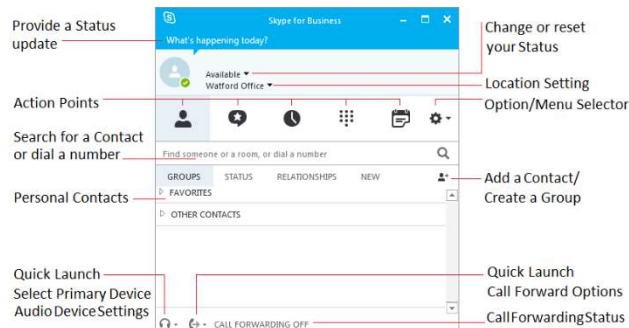 Skype for Business
Provide a Status
update
What's happening today?
Change or reset
your Status
Available
Watford Office
Location Setting
Action Points
Option/Menu Selector
Search for a Contact
or dial a number
Find someone or a room, or dial a number
GROUPS STATUS RELATIONSHIPS NEW
Add a Contact/
Create a Group
Personal Contacts
FAVORITES
OTHER CONTACTS
Quick Launch
Select Primary Device
Audio Device Settings
Quick Launch
Call Forward Options
CALL FORWARDING OFF
Call Forwarding Status